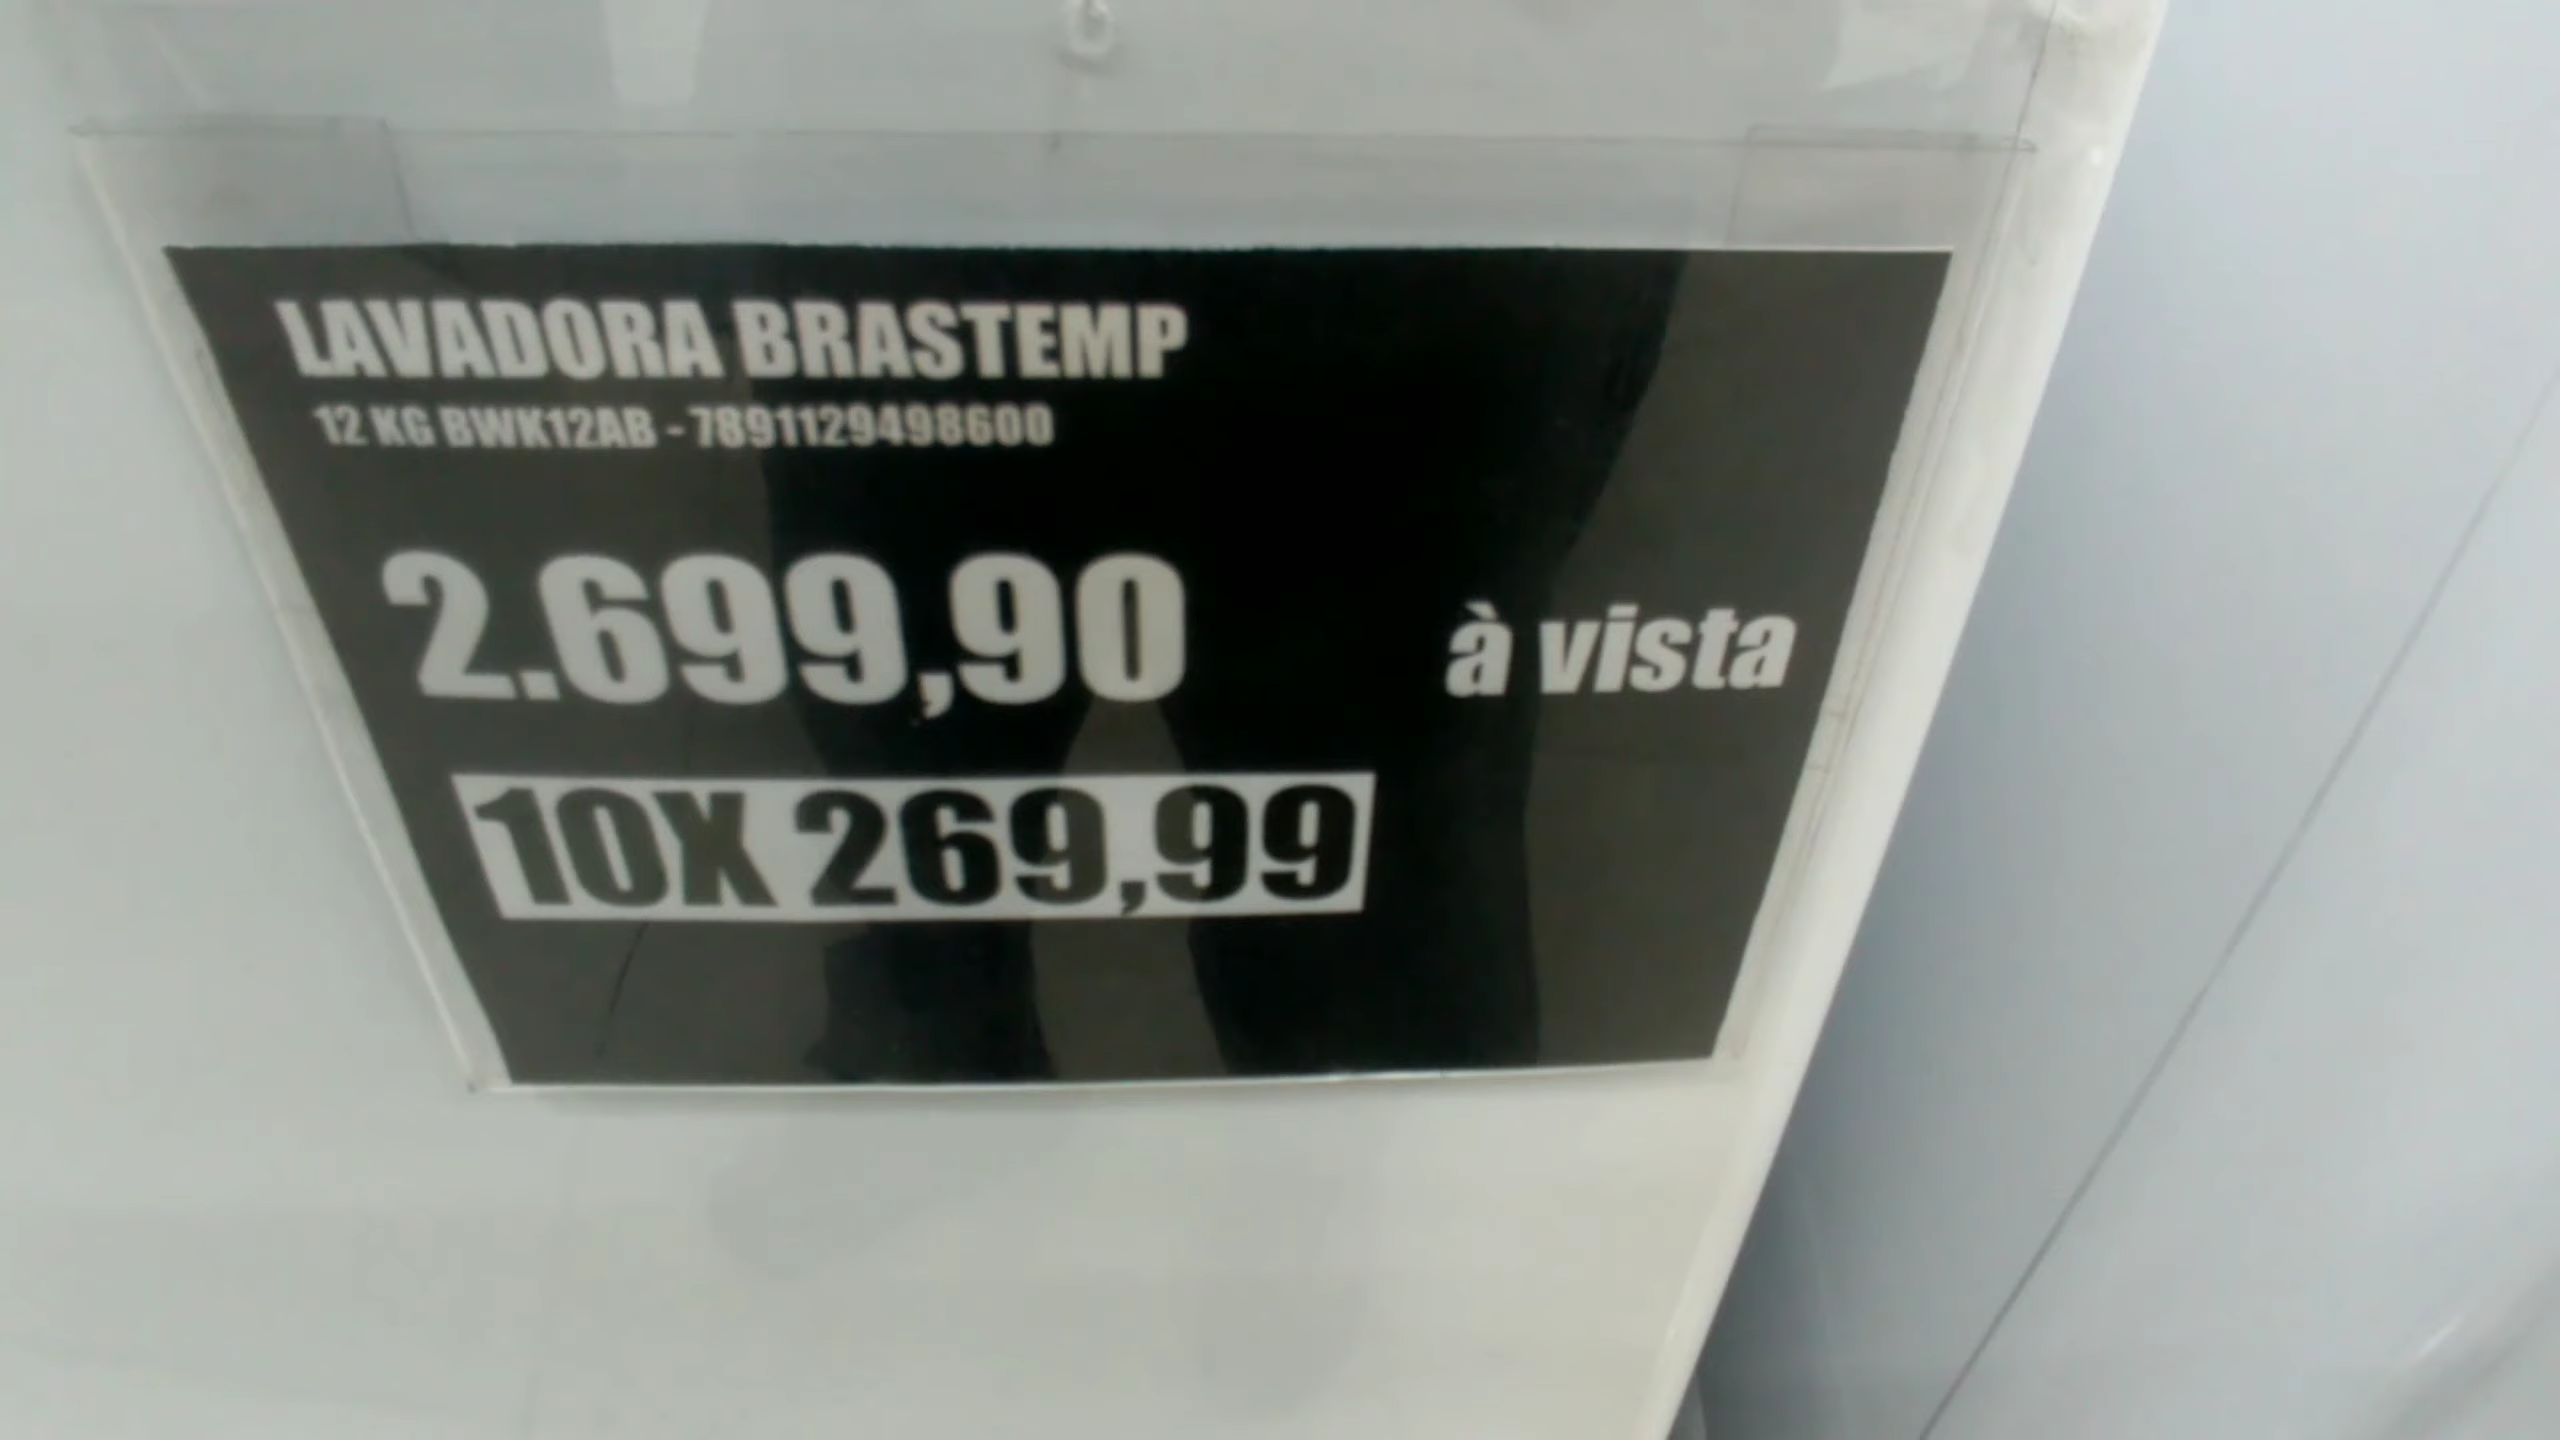 LAVADORA BRASTEMP
12 KG BWK12AB - 7891129498600
2.699,90 à vista
10X 269,99